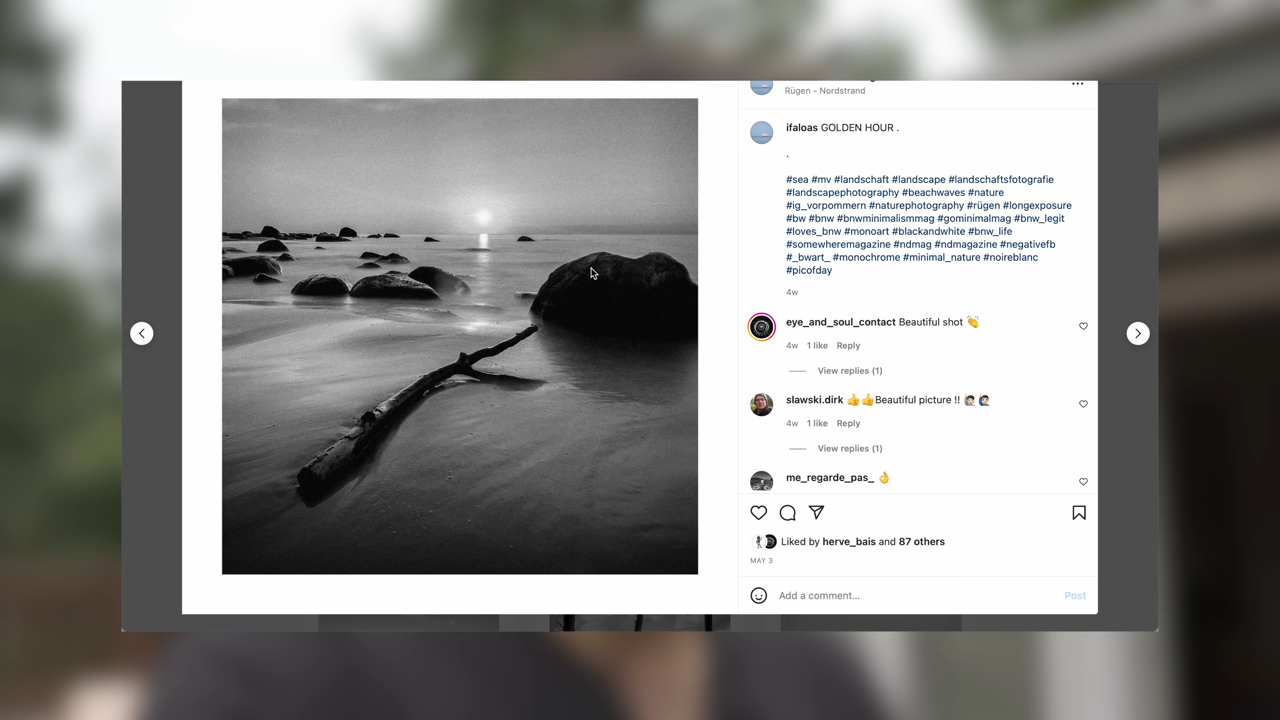 Rügen - Nordstrand
ifaloas GOLDEN HOUR .
.
#sea #mv #landschaft #landscape #landschaftsfotografie
#landscapephotography #beachwaves #nature
#ig_vorpommern #naturephotography #rügen #longexposure
#bw #bnw #bnwminimalismmag #gominimalmag #bnw_legit
#loves_bnw #monoart #blackandwhite #bnw_life
#somewheremagazine #ndmag #ndmagazine #negativefb
#_bwart_ #monochrome #minimal_nature #noireblanc
#picofday
4w
eye_and_soul_contact Beautiful shot 👏
4w 1 like Reply
View replies (1)
slawski.dirk 👍👍Beautiful picture !! 🙋🏻 🙋🏻‍♂️
4w 1 like Reply
View replies (1)
me_regarde_pas_ 👌
Liked by herve_bais and 87 others
MAY 3
Add a comment...
Post